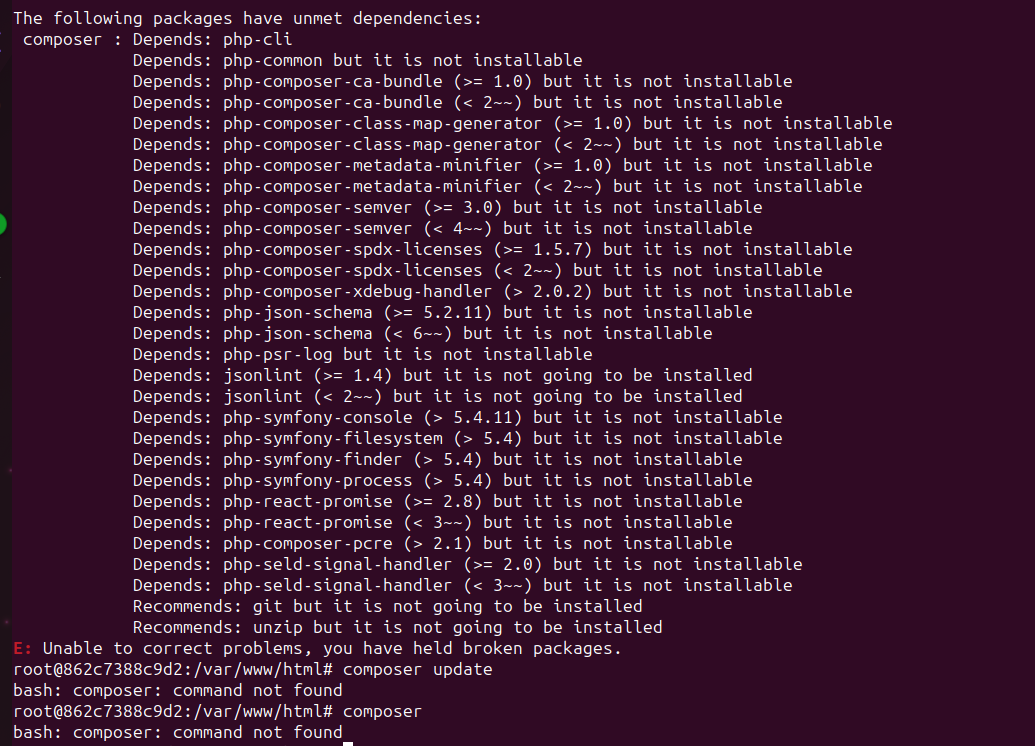 The following packages have unmet dependencies:
composer : Depends: php-cli
Depends: php-common but it is not installable
Depends: php-composer-ca-bundle (>= 1.0) but it is not installable
Depends: php-composer-ca-bundle (< 2~~) but it is not installable
Depends: php-composer-class-map-generator (>= 1.0) but it is not installable
Depends: php-composer-class-map-generator (< 2~~) but it is not installable
Depends: php-composer-metadata-minifier (>= 1.0) but it is not installable
Depends: php-composer-metadata-minifier (< 2~~) but it is not installable
Depends: php-composer-semver (>= 3.0) but it is not installable
Depends: php-composer-semver (< 4~~) but it is not installable
Depends: php-composer-spdx-licenses (>= 1.5.7) but it is not installable
Depends: php-composer-spdx-licenses (< 2~~) but it is not installable
Depends: php-composer-xdebug-handler (> 2.0.2) but it is not installable
Depends: php-json-schema (>= 5.2.11) but it is not installable
Depends: php-json-schema (< 6~~) but it is not installable
Depends: php-psr-log but it is not installable
Depends: jsonlint (>= 1.4) but it is not going to be installed
Depends: jsonlint (< 2~~) but it is not going to be installed
Depends: php-symfony-console (> 5.4.11) but it is not installable
Depends: php-symfony-filesystem (> 5.4) but it is not installable
Depends: php-symfony-finder (> 5.4) but it is not installable
Depends: php-symfony-process (> 5.4) but it is not installable
Depends: php-react-promise (>= 2.8) but it is not installable
Depends: php-react-promise (< 3~~) but it is not installable
Depends: php-composer-pcre (> 2.1) but it is not installable
Depends: php-seld-signal-handler (>= 2.0) but it is not installable
Depends: php-seld-signal-handler (< 3~~) but it is not installable
Recommends: git but it is not going to be installed
Recommends: unzip but it is not going to be installed
E: Unable to correct problems, you have held broken packages.
root@862c7388c9d2:/var/www/html# composer update
bash: composer: command not found
root@862c7388c9d2:/var/www/html# composer
bash: composer: command not found